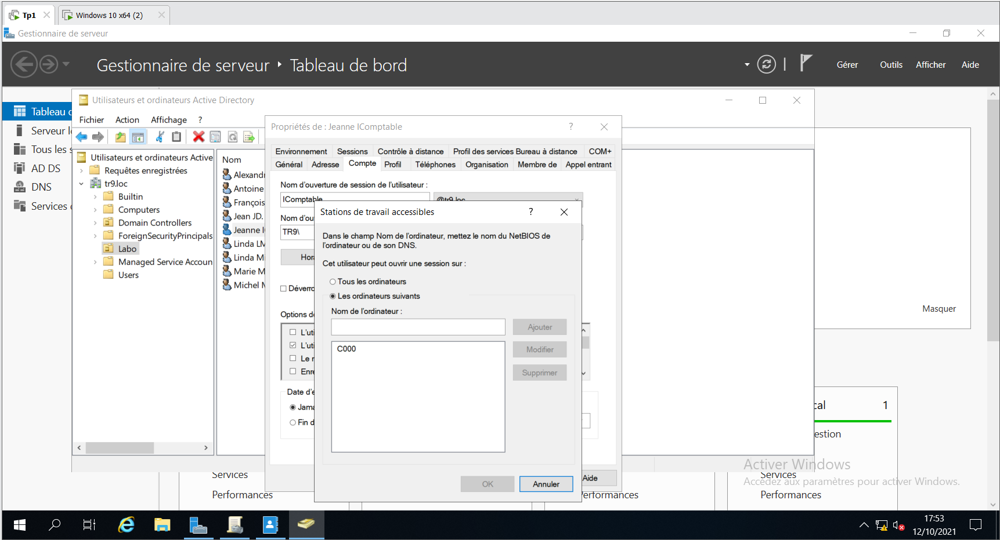 Tp1
Windows 10 x64 (2)
Gestionnaire de serveur
Gestionnaire de serveur
Tableau de bord
Gérer
Outils
Afficher
Aide
Tableau
Serveur
Tous les
AD DS
DNS
Services
Utilisateurs et ordinateurs Active Directory
Fichier
Action
Affichage
?
Utilisateurs et ordinateurs Active
Requêtes enregistrées
tr9.loc
Builtin
Computers
Domain Controllers
ForeignSecurityPrincipals
Labo
Managed Service Accoun
Users
Nom
Alexand
Antoine
François
Jean JD.
Jeanne
Linda LM
Linda Mi
Marie M
Michel
Propriétés de : Jeanne IComptable
?
Environnement
Sessions
Contrôle à distance
Profil des services Bureau à distance
COM+
Général
Adresse
Compte
Profil
Téléphones
Organisation
Membre de
Appel entrant
Nom d'ouverture de session de l'utilisateur :
IComptable
@tr9.loc
Nom d'ou
TR9\
Hora
Déverro
Options de
L'uti
L'uti
Le
Enre
Date d'e
Jama
Fin d
Aide
Stations de travail accessibles
?
Dans le champ Nom de l'ordinateur, mettez le nom du NetBIOS de
l'ordinateur ou de son DNS.
Cet utilisateur peut ouvrir une session sur :
Tous les ordinateurs
Les ordinateurs suivants
Nom de l'ordinateur :
Ajouter
C000
Modifier
Supprimer
OK
Annuler
Masquer
cal
1
estion
Services
Performances
Performances
Services
Performances
Activer Windows
Accédez aux paramètres pour activer Windows.
17:53
12/10/2021